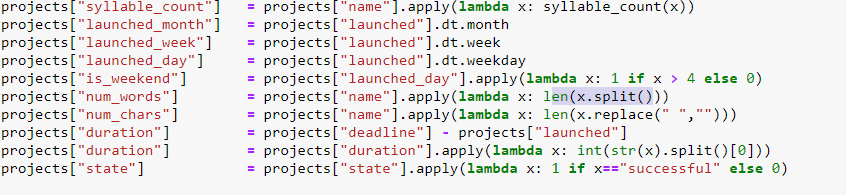 projects["syllable_count"] = projects["name"].apply(lambda x: syllable_count(x))
projects["launched_month"] = projects["launched"].dt.month
projects["launched_week"] = projects["launched"].dt.week
projects["launched_day"] = projects["launched"].dt.weekday
projects["is_weekend"] = projects["launched_day"].apply(lambda x: 1 if x > 4 else 0)
projects["num_words"] = projects["name"].apply(lambda x: len(x.split()))
projects["num_chars"] = projects["name"].apply(lambda x: len(x.replace(" ","")))
projects["duration"] = projects["deadline"] - projects["launched"]
projects["duration"] = projects["duration"].apply(lambda x: int(str(x).split()[0]))
projects["state"] = projects["state"].apply(lambda x: 1 if x=="successful" else 0)